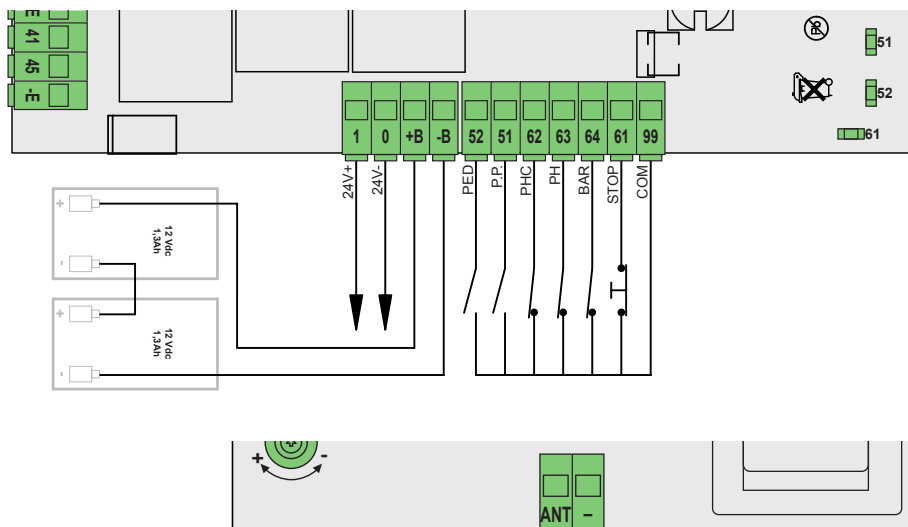 -E
41
45
-E
51
52
61
1 0 +B -B 52 51 62 63 64 61 99
24V+ 24V- PED P.P. PHC PH BAR STOP COM
+
12 Vdc
1,3Ah
-
+
12 Vdc
1,3Ah
-
+ -
ANT –